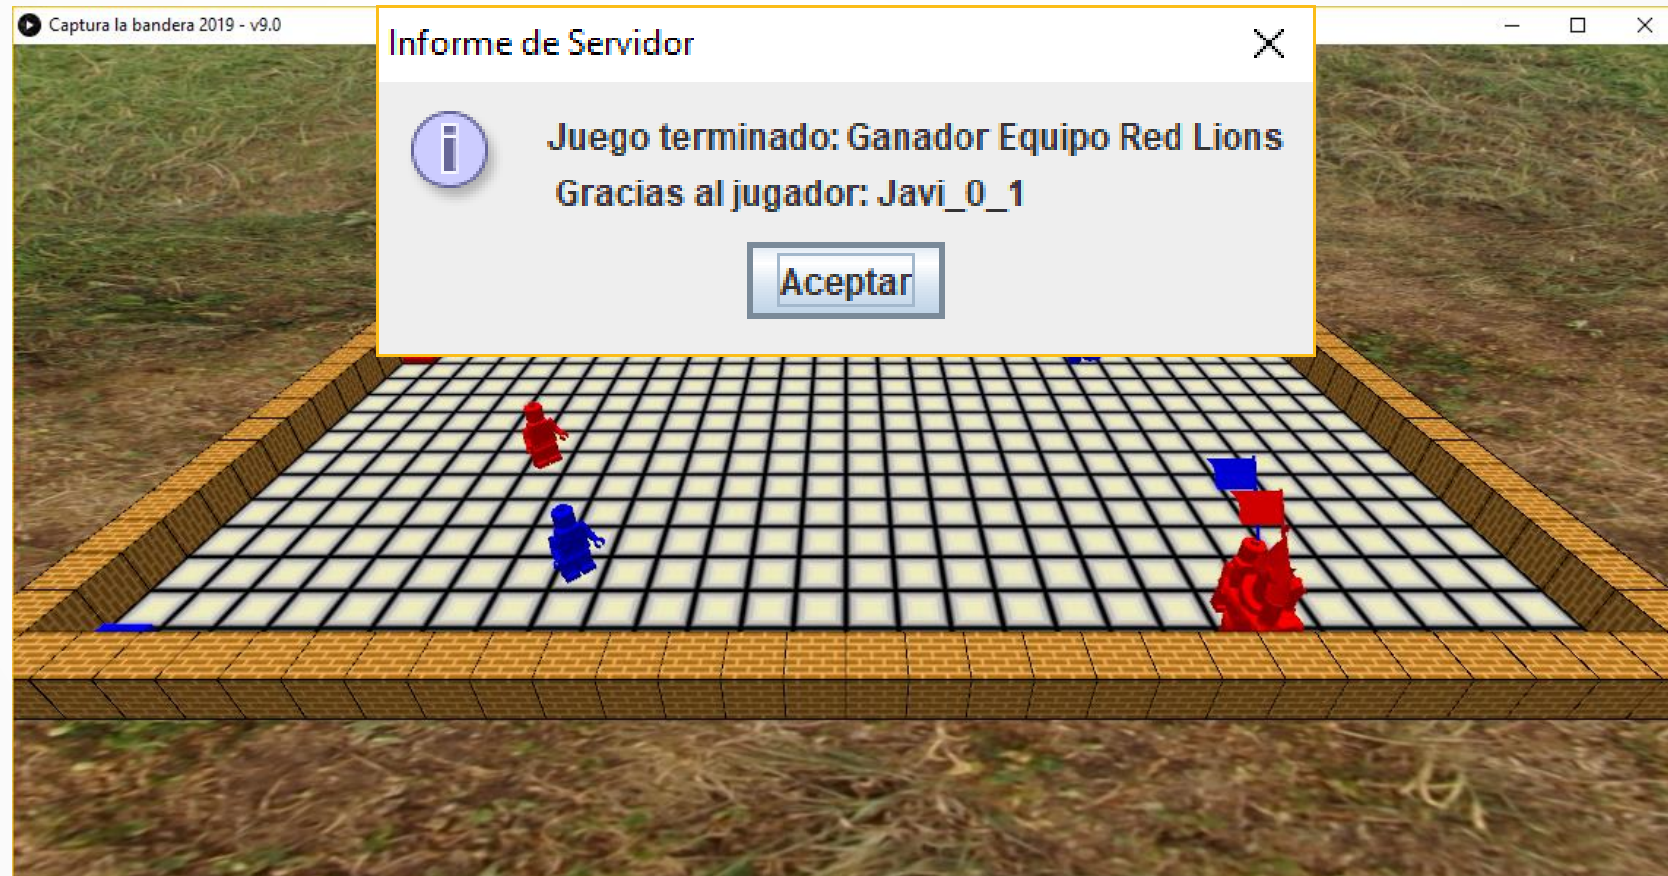 Captura la bandera 2019 - v9.0
Informe de Servidor
Juego terminado: Ganador Equipo Red Lions
Gracias al jugador: Javi_0_1
Aceptar